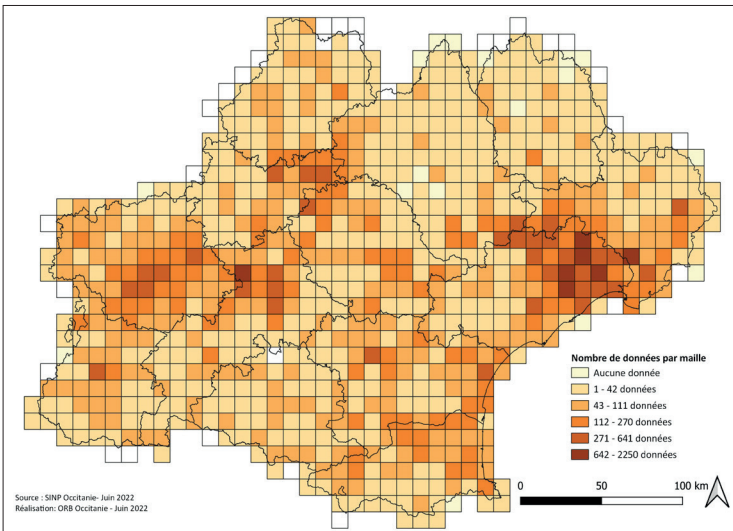 Nombre de données par maille
Aucune donnée
1 - 42 données
43 - 111 données
112 - 270 données
271 - 641 données
642 - 2250 données
0 50 100 km
Source : SINP Occitanie- Juin 2022
Réalisation: ORB Occitanie - Juin 2022